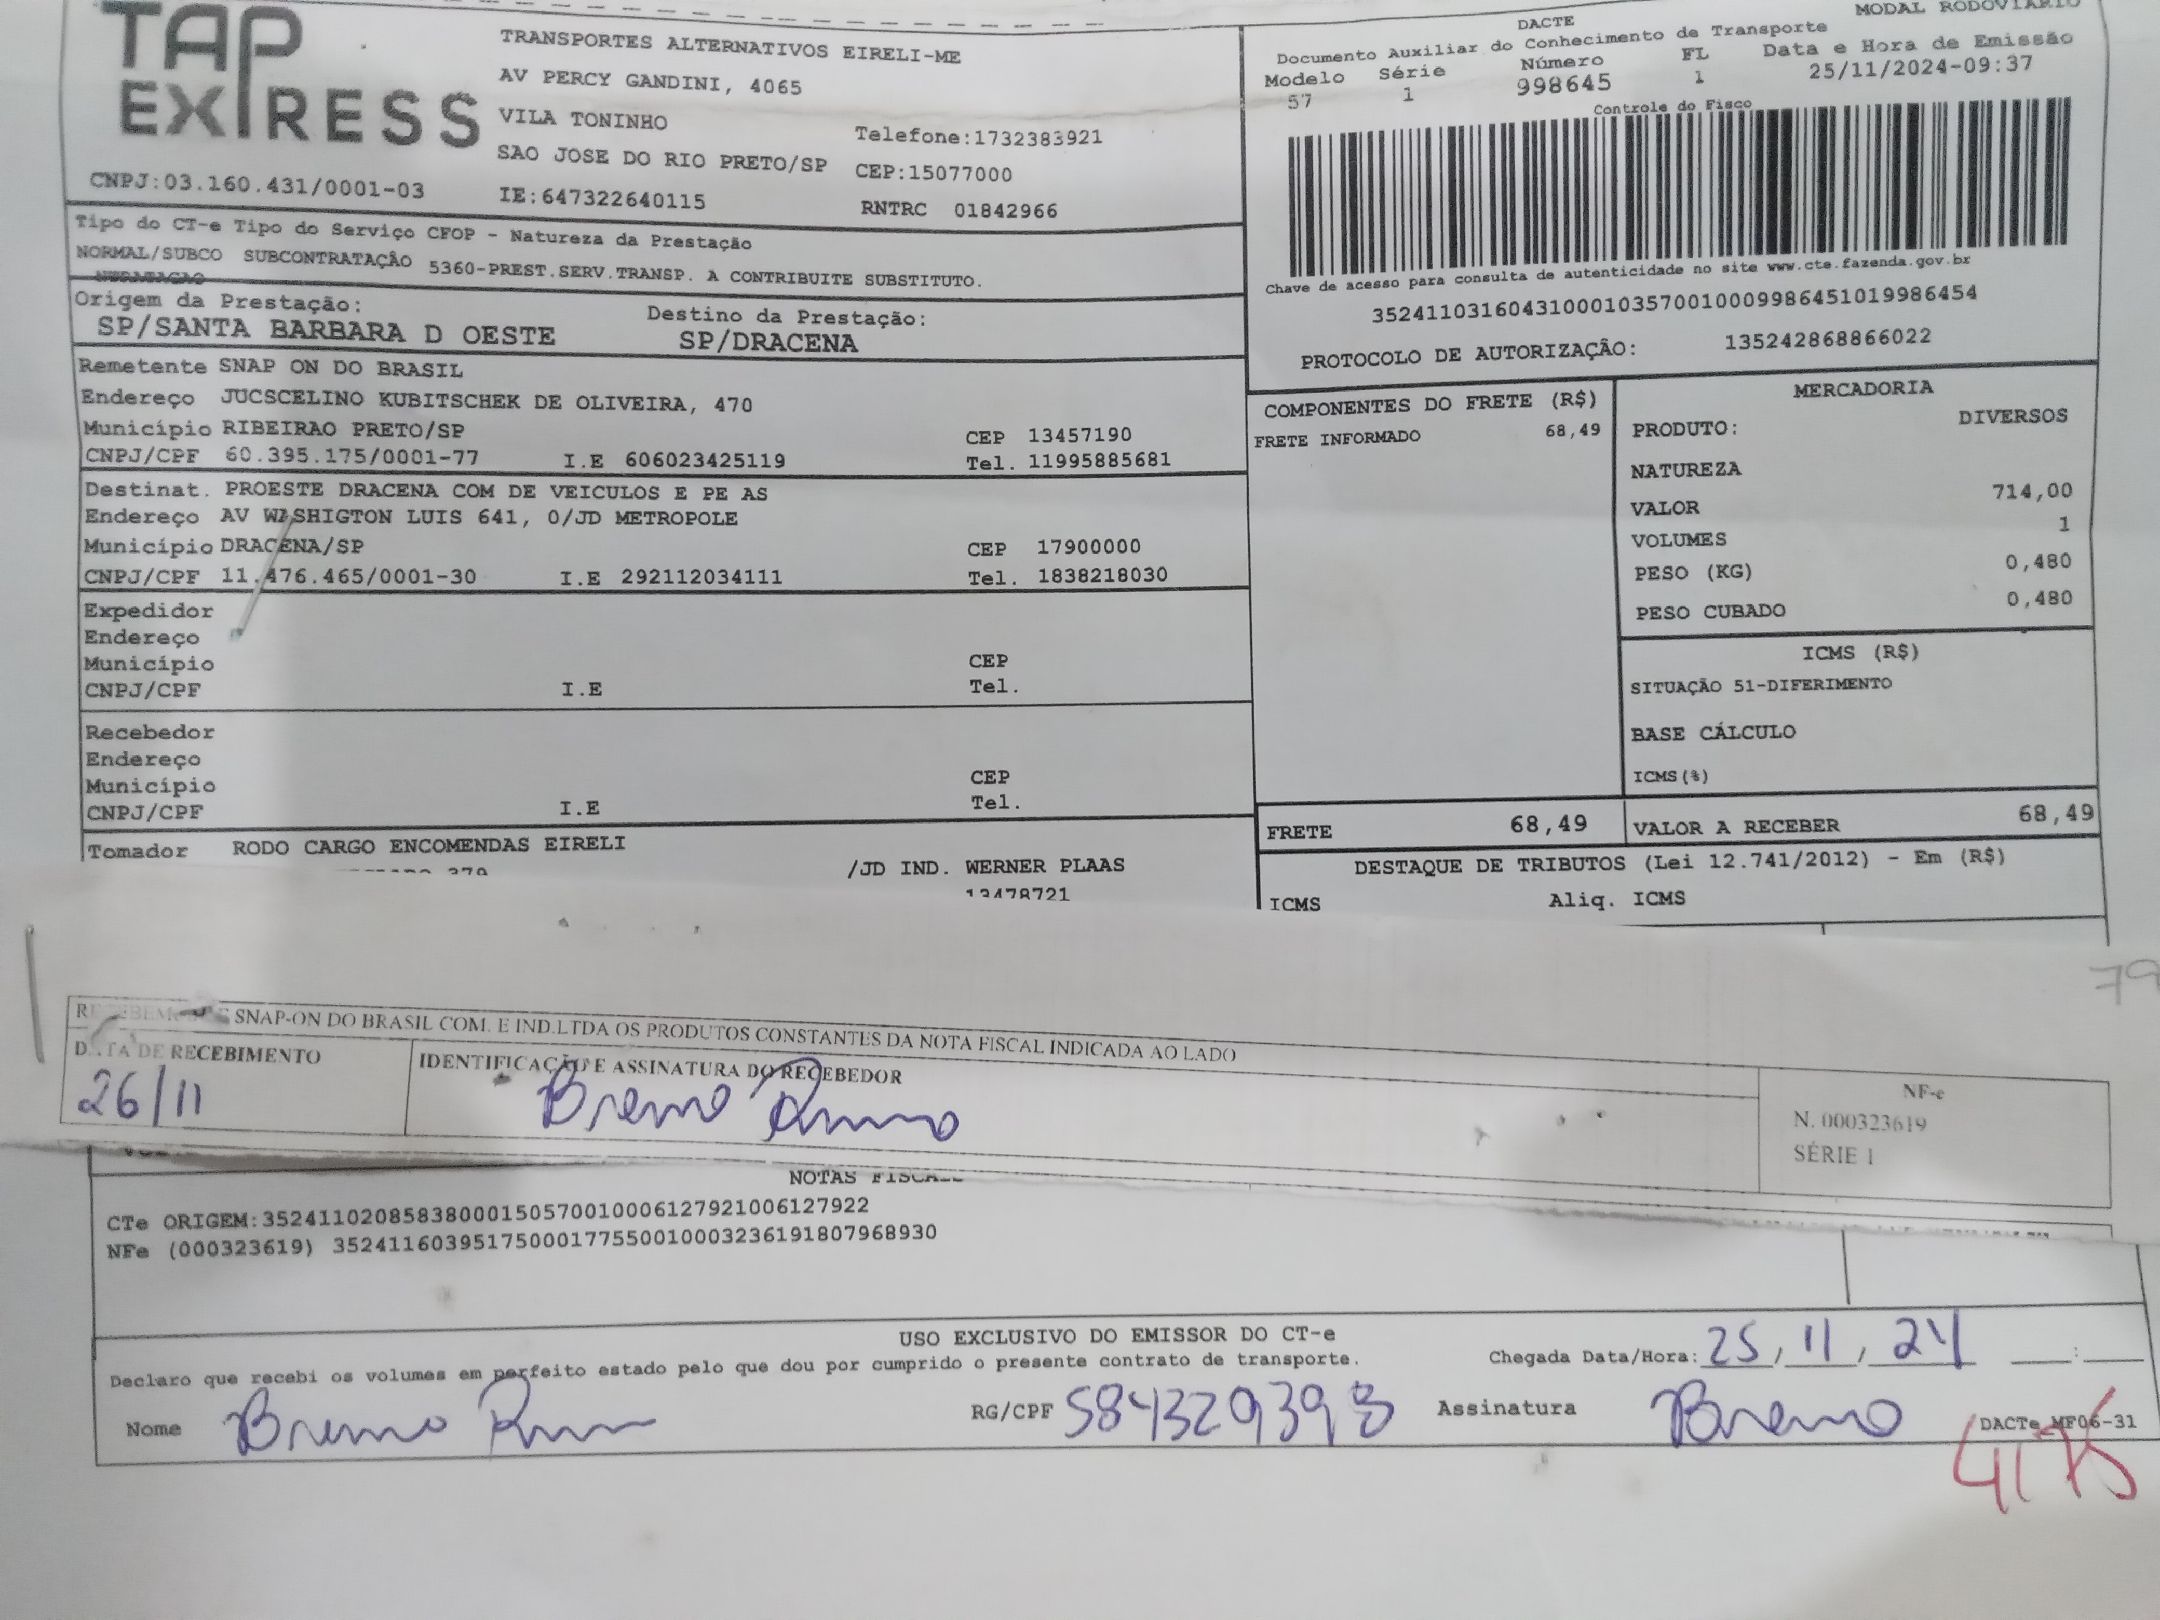 TAP EXPRESS
TRANSPORTES ALTERNATIVOS EIRELI-ME
AV PERCY GANDINI, 4065
VILA TONINHO
Telefone:1732383921
SAO JOSE DO RIO PRETO/SP CEP:15077000
CNPJ:03.160.431/0001-03
IE:647322640115
RNTRC 01842966
MODAL RODOVIÁRIO
DACTE
Documento Auxiliar do Conhecimento de Transporte
Modelo Série Número FL Data e Hora de Emissão
57 1 998645 1 25/11/2024-09:37
Controle do Fisco
Chave de acesso para consulta de autenticidade no site www.cte.fazenda.gov.br
35241103160431000103570010009986451019986454
PROTOCOLO DE AUTORIZAÇÃO: 135242868866022
Tipo do CT-e Tipo do Serviço CFOP - Natureza da Prestação
NORMAL/SUBCO SUBCONTRATAÇÃO 5360-PREST.SERV.TRANSP. A CONTRIBUITE SUBSTITUTO.
Origem da Prestação: Destino da Prestação:
SP/SANTA BARBARA D OESTE SP/DRACENA
Remetente SNAP ON DO BRASIL
Endereço JUCSCELINO KUBITSCHEK DE OLIVEIRA, 470
Município RIBEIRAO PRETO/SP CEP 13457190
CNPJ/CPF 60.395.175/0001-77 I.E 606023425119 Tel. 11995885681
Destinat. PROESTE DRACENA COM DE VEICULOS E PE AS
Endereço AV WASHIGTON LUIS 641, 0/JD METROPOLE
Município DRACENA/SP CEP 17900000
CNPJ/CPF 11.476.465/0001-30 I.E 292112034111 Tel. 1838218030
Expedidor
Endereço
Município CEP
CNPJ/CPF I.E Tel.
Recebedor
Endereço
Município CEP
CNPJ/CPF I.E Tel.
Tomador RODO CARGO ENCOMENDAS EIRELI
379 /JD IND. WERNER PLAAS
13478721
COMPONENTES DO FRETE (R$)
FRETE INFORMADO 68,49
MERCADORIA
PRODUTO: DIVERSOS
NATUREZA
VALOR 714,00
VOLUMES 1
PESO (KG) 0,480
PESO CUBADO 0,480
ICMS (R$)
SITUAÇÃO 51-DIFERIMENTO
BASE CÁLCULO
ICMS(%)
FRETE 68,49 VALOR A RECEBER 68,49
DESTAQUE DE TRIBUTOS (Lei 12.741/2012) - Em (R$)
ICMS Aliq. ICMS
79
RECEBEMOS DE SNAP-ON DO BRASIL COM. E IND.LTDA OS PRODUTOS CONSTANTES DA NOTA FISCAL INDICADA AO LADO
DATA DE RECEBIMENTO IDENTIFICAÇÃO E ASSINATURA DO RECEBEDOR
26/11 Breno
NF-e
N. 000323619
SÉRIE 1
NOTAS FISCAIS
CTe ORIGEM:35241102085838000150570010006127921006127922
NFe (000323619) 35241160395175000177550010003236191807968930
USO EXCLUSIVO DO EMISSOR DO CT-e
Declaro que recebi os volumes em perfeito estado pelo que dou por cumprido o presente contrato de transporte.
Chegada Data/Hora: 25, 11, 24 :
Nome Breno RG/CPF 584329398 Assinatura Breno
DACTe MF06-31